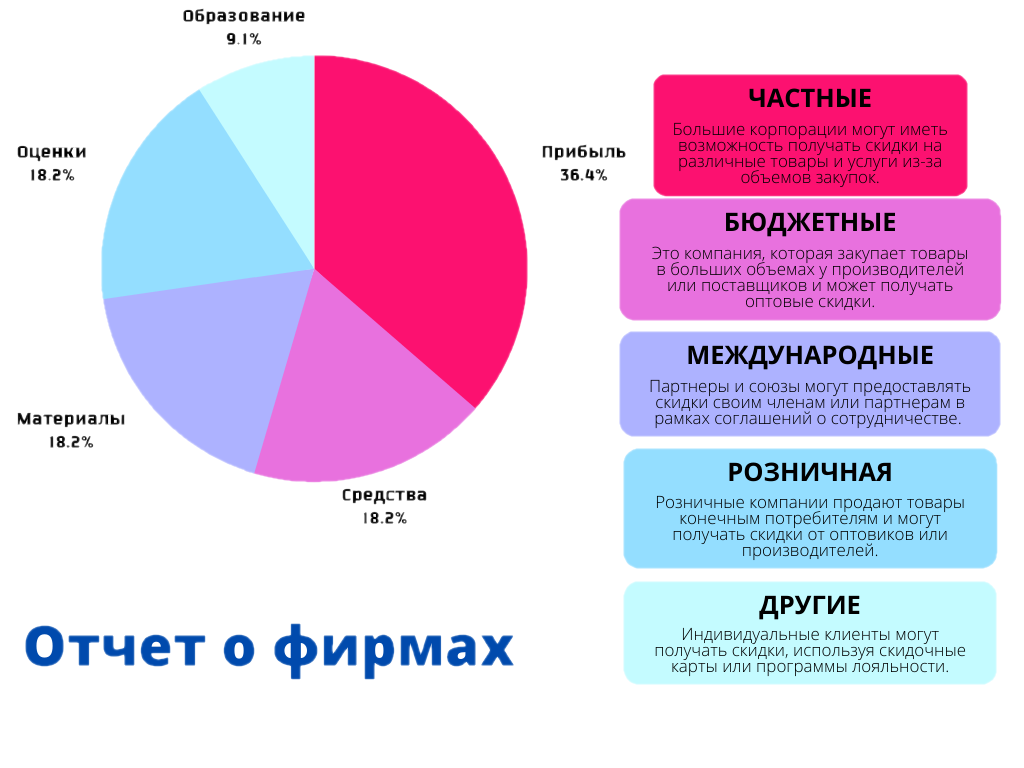 Образование
9.1%
Оценки
18.2%
Прибыль
36.4%
Материалы
18.2%
Средства
18.2%
Отчет о фирмах
ЧАСТНЫЕ
Большие корпорации могут иметь
возможность получать скидки на
различные товары и услуги из-за
объемов закупок.
БЮДЖЕТНЫЕ
Это компания, которая закупает товары
в больших объемах у производителей
или поставщиков и может получать
оптовые скидки.
МЕЖДУНАРОДНЫЕ
Партнеры и союзы могут предоставлять
скидки своим членам или партнерам в
рамках соглашений о сотрудничестве.
РОЗНИЧНАЯ
Розничные компании продают товары
конечным потребителям и могут
получать скидки от оптовиков или
производителей.
ДРУГИЕ
Индивидуальные клиенты могут
получать скидки, используя скидочные
карты или программы лояльности.